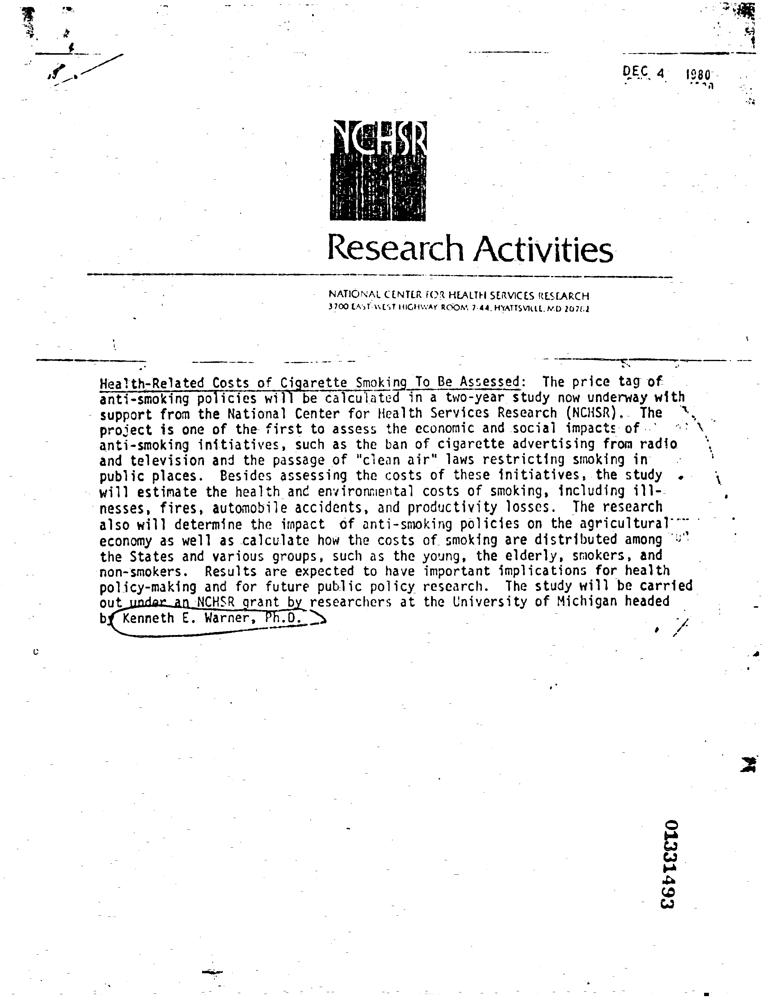 DEC 4 1980
NCHSR
Research Activities
NATIONAL CENTER FOR HEALTH SERVICES RESEARCH
3700 EAST-WEST HIGHWAY ROOM 7-44, HYATTSVILLE, MD 20782
Health-Related Costs of Cigarette Smoking To Be Assessed: The price tag of
anti-smoking policies will be calculated in a two-year study now underway with
support from the National Center for Health Services Research (NCHSR). The
project is one of the first to assess the economic and social impacts of
anti-smoking initiatives, such as the ban of cigarette advertising from radio
and television and the passage of "clean air" laws restricting smoking in
public places. Besides assessing the costs of these initiatives, the study
will estimate the health and environmental costs of smoking, including ill-
nesses, fires, automobile accidents, and productivity losses. The research
also will determine the impact of anti-smoking policies on the agricultural
economy as well as calculate how the costs of smoking are distributed among
the States and various groups, such as the young, the elderly, smokers, and
non-smokers. Results are expected to have important implications for health
policy-making and for future public policy research. The study will be carried
out under an NCHSR grant by researchers at the University of Michigan headed
by Kenneth E. Warner, Ph.D.
01331493